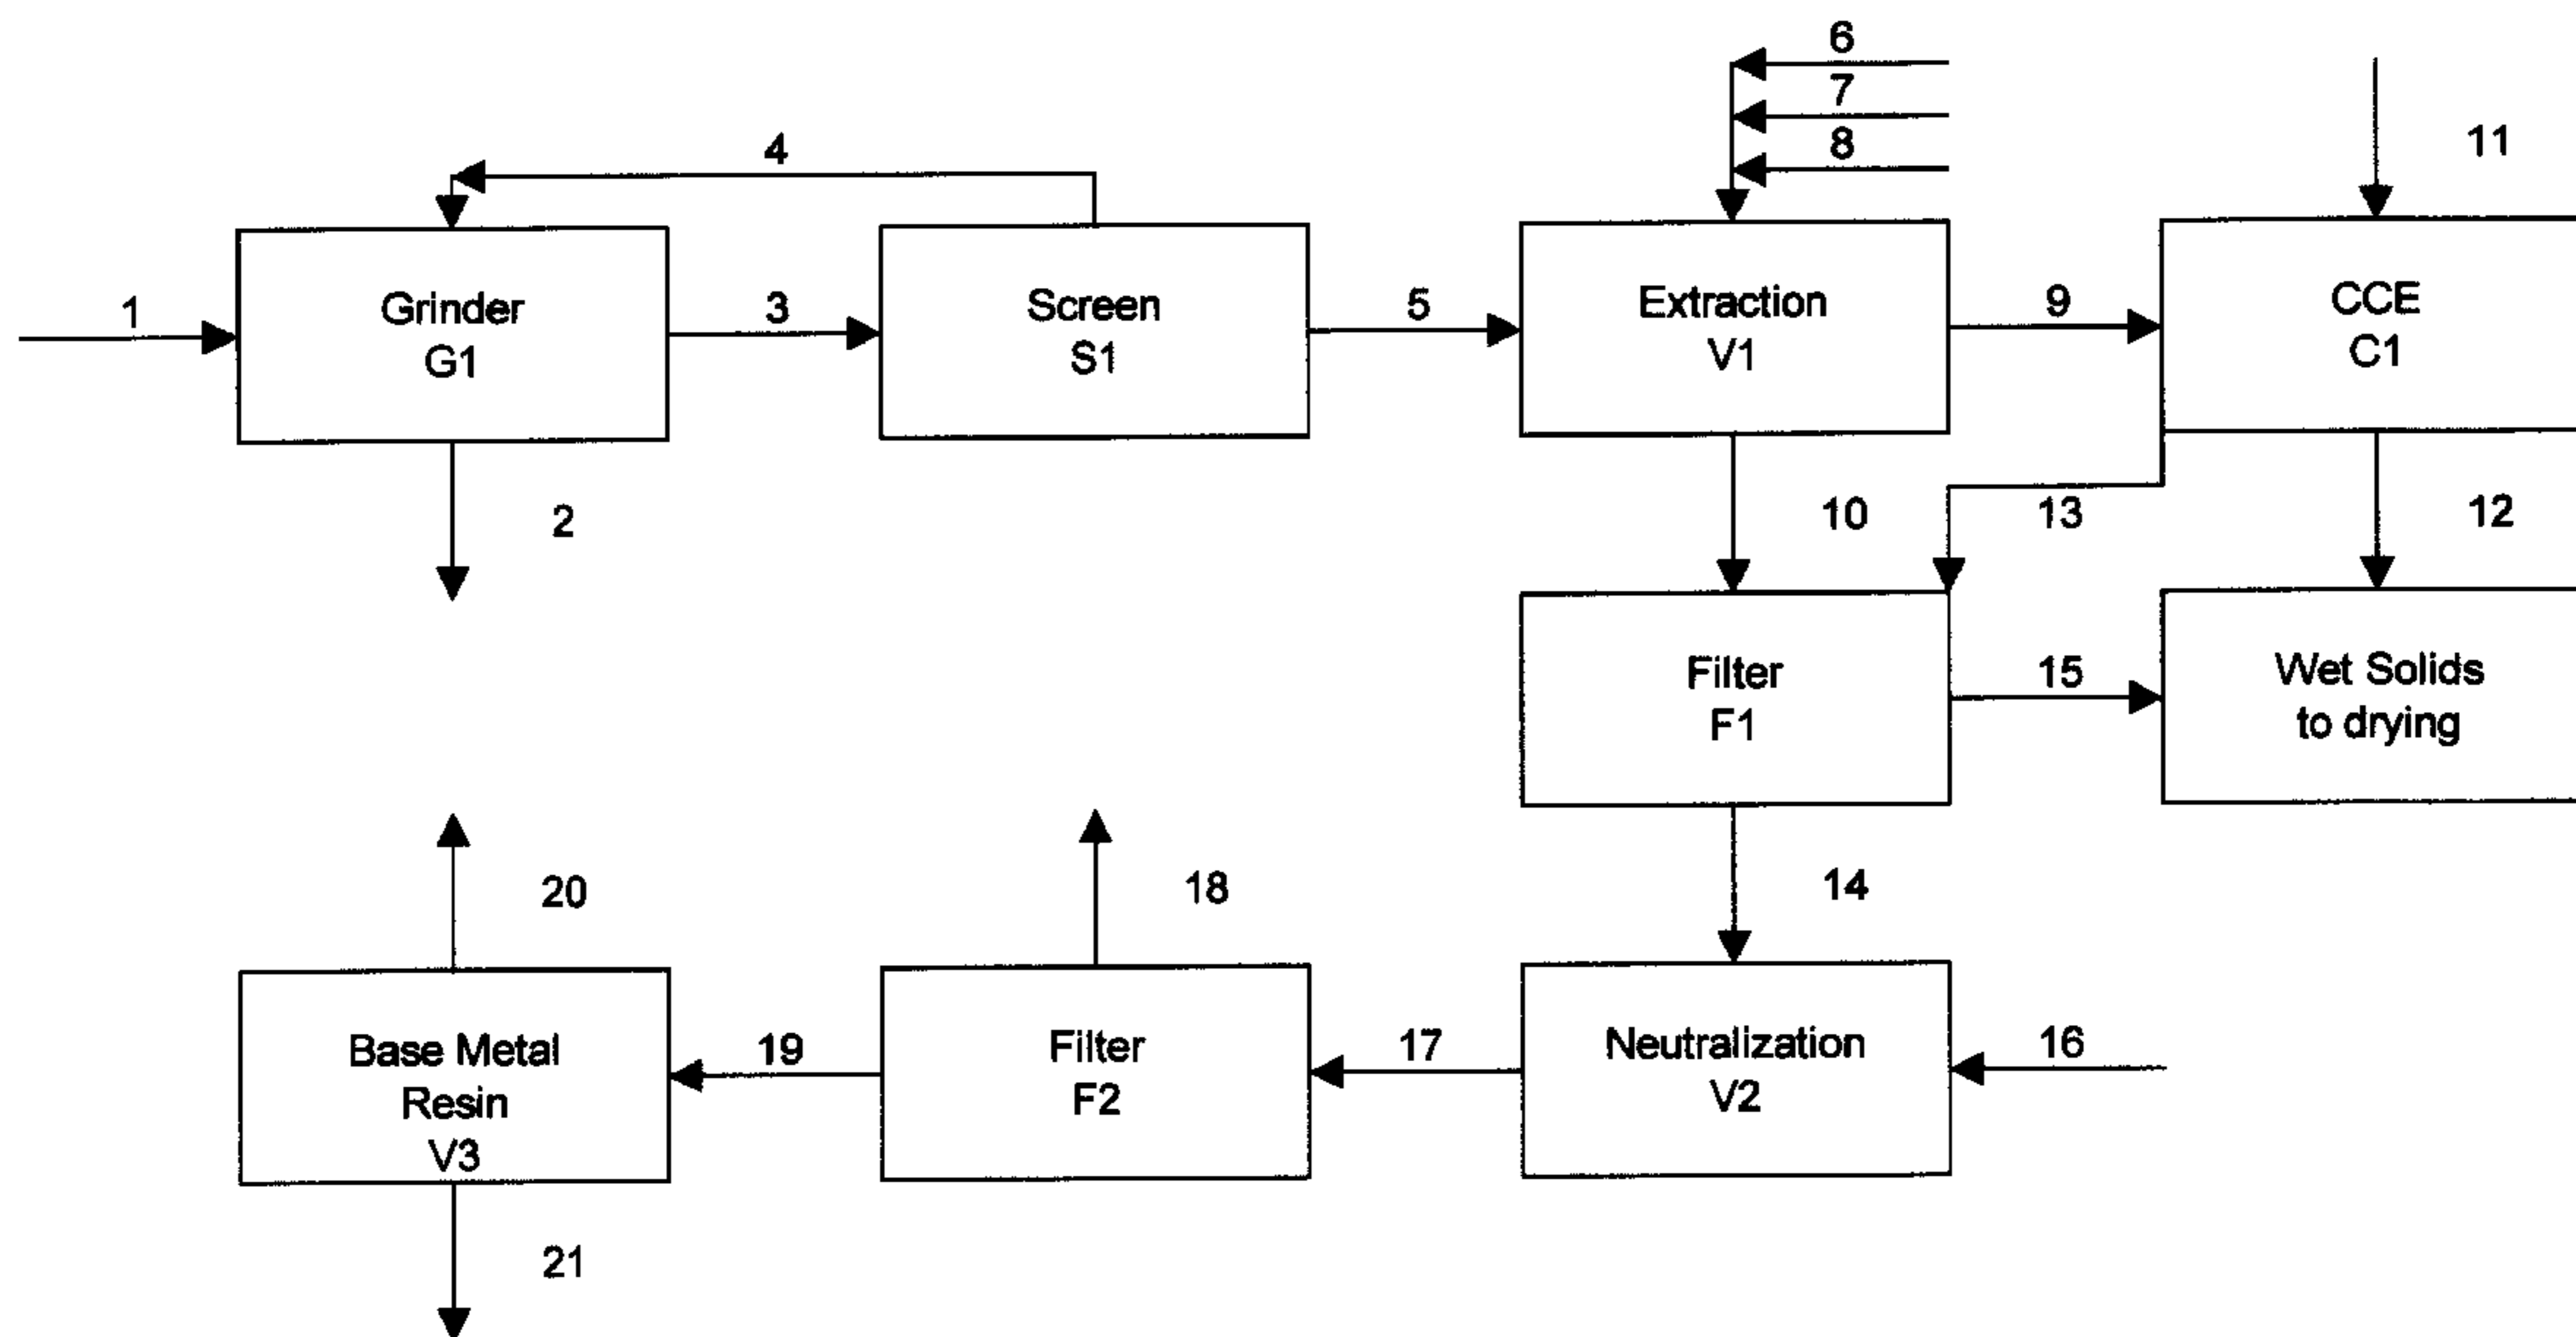 6
7
8
11
4
1
Grinder
G1
3
Screen
S1
5
Extraction
V1
9
CCE
C1
2
10
13
12
Filter
F1
15
Wet Solids
to drying
20
18
14
Base Metal
Resin
V3
19
Filter
F2
17
Neutralization
V2
16
21